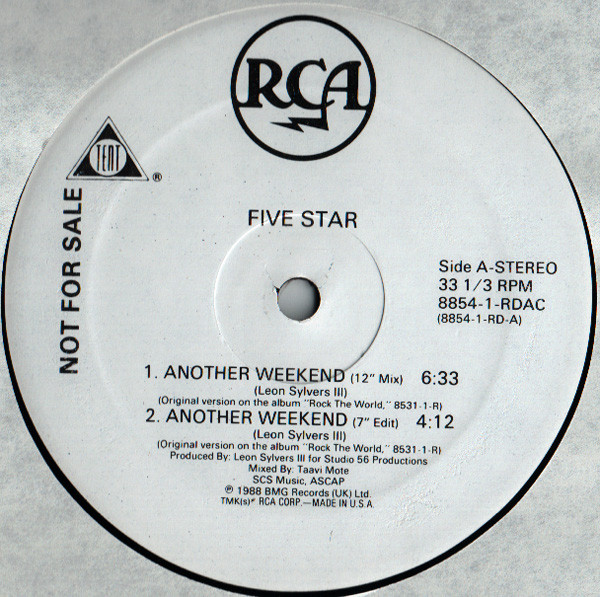 RCA
TENT
®
NOT FOR SALE
FIVE STAR
Side A-STEREO
33 1/3 RPM
8854-1-RDAC
(8854-1-RD-A)
1. ANOTHER WEEKEND (12" Mix) 6:33
(Leon Sylvers III)
(Original version on the album "Rock The World," 8531-1-R)
2. ANOTHER WEEKEND (7" Edit) 4:12
(Leon Sylvers III)
(Original version on the album "Rock The World," 8531-1-R)
Produced By: Leon Sylvers III for Studio 56 Productions
Mixed By: Taavi Mote
SCS Music, ASCAP
℗ 1988 BMG Records (UK) Ltd.
TMK(s)® RCA CORP.—MADE IN U.S.A.